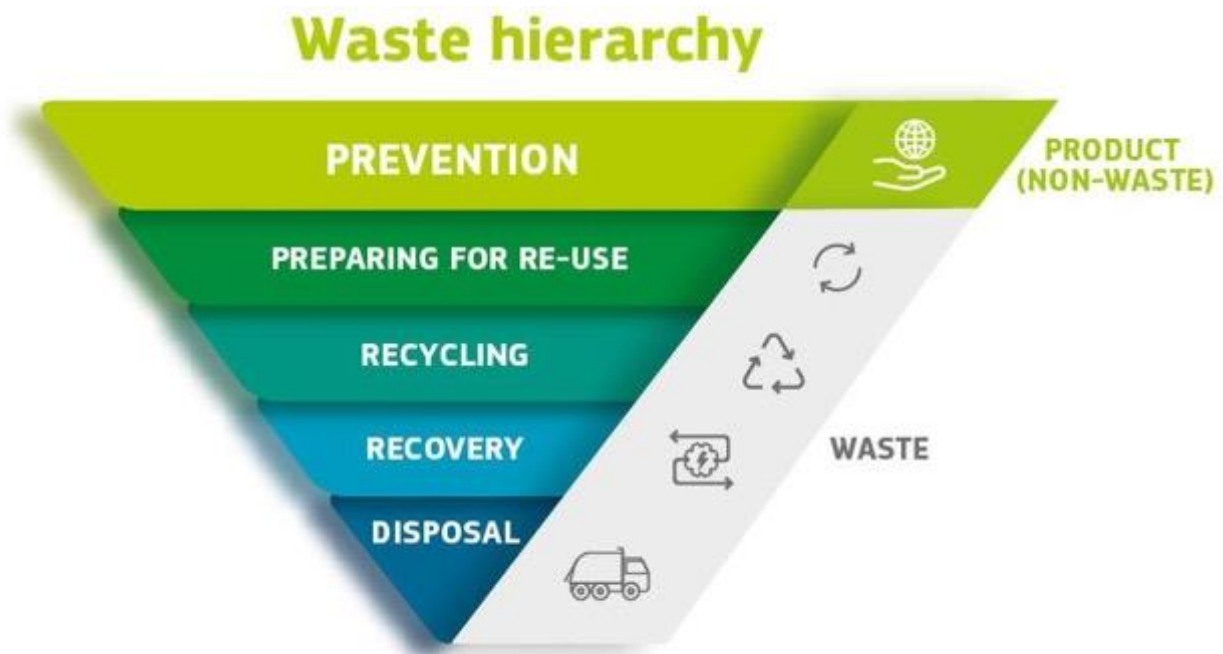 Waste hierarchy
PREVENTION
PRODUCT
(NON-WASTE)
PREPARING FOR RE-USE
RECYCLING
RECOVERY
WASTE
DISPOSAL